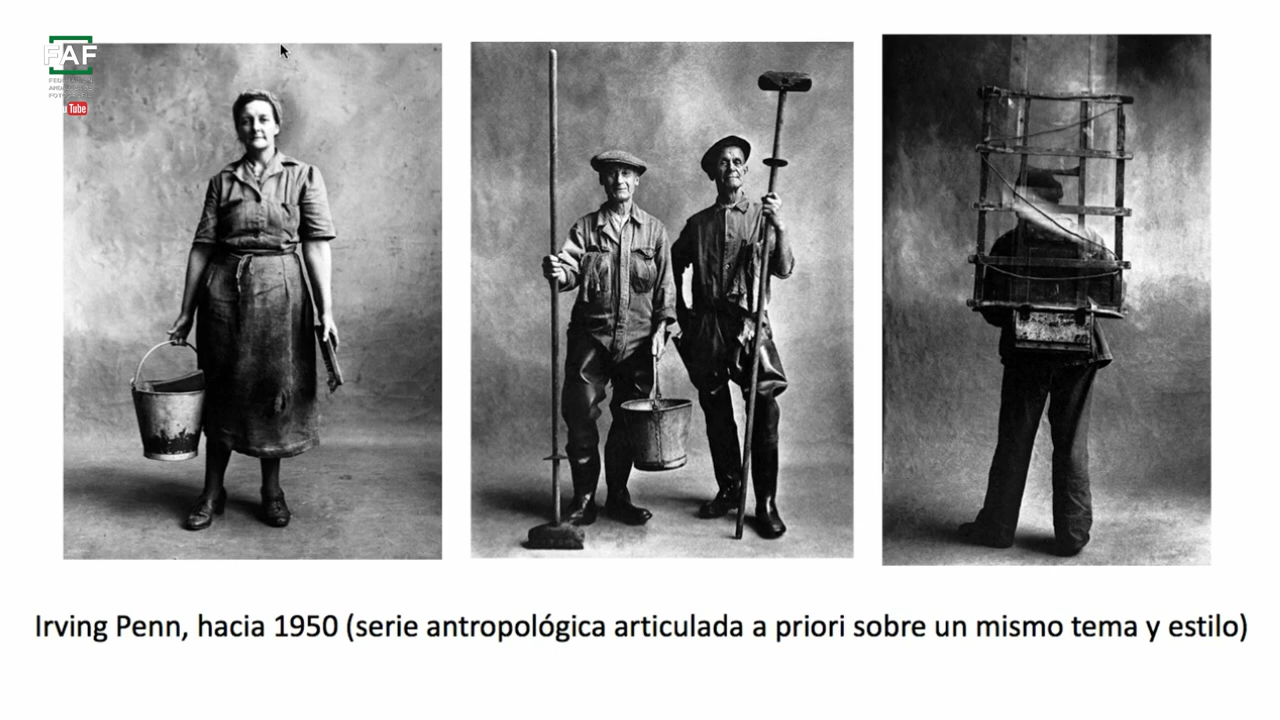 FAF
Tube
Irving Penn, hacia 1950 (serie antropológica articulada a priori sobre un mismo tema y estilo)